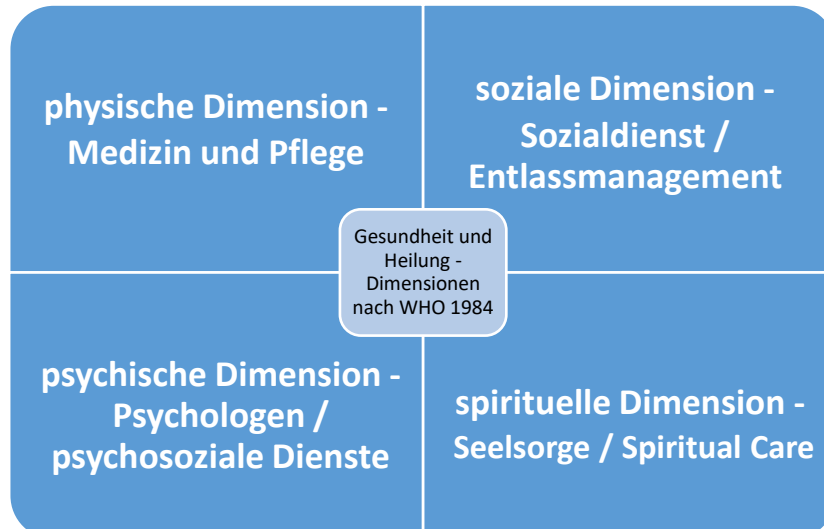 physische Dimension -
Medizin und Pflege
soziale Dimension -
Sozialdienst /
Entlassmanagement
Gesundheit und
Heilung -
Dimensionen
nach WHO 1984
psychische Dimension -
Psychologen /
psychosoziale Dienste
spirituelle Dimension -
Seelsorge / Spiritual Care